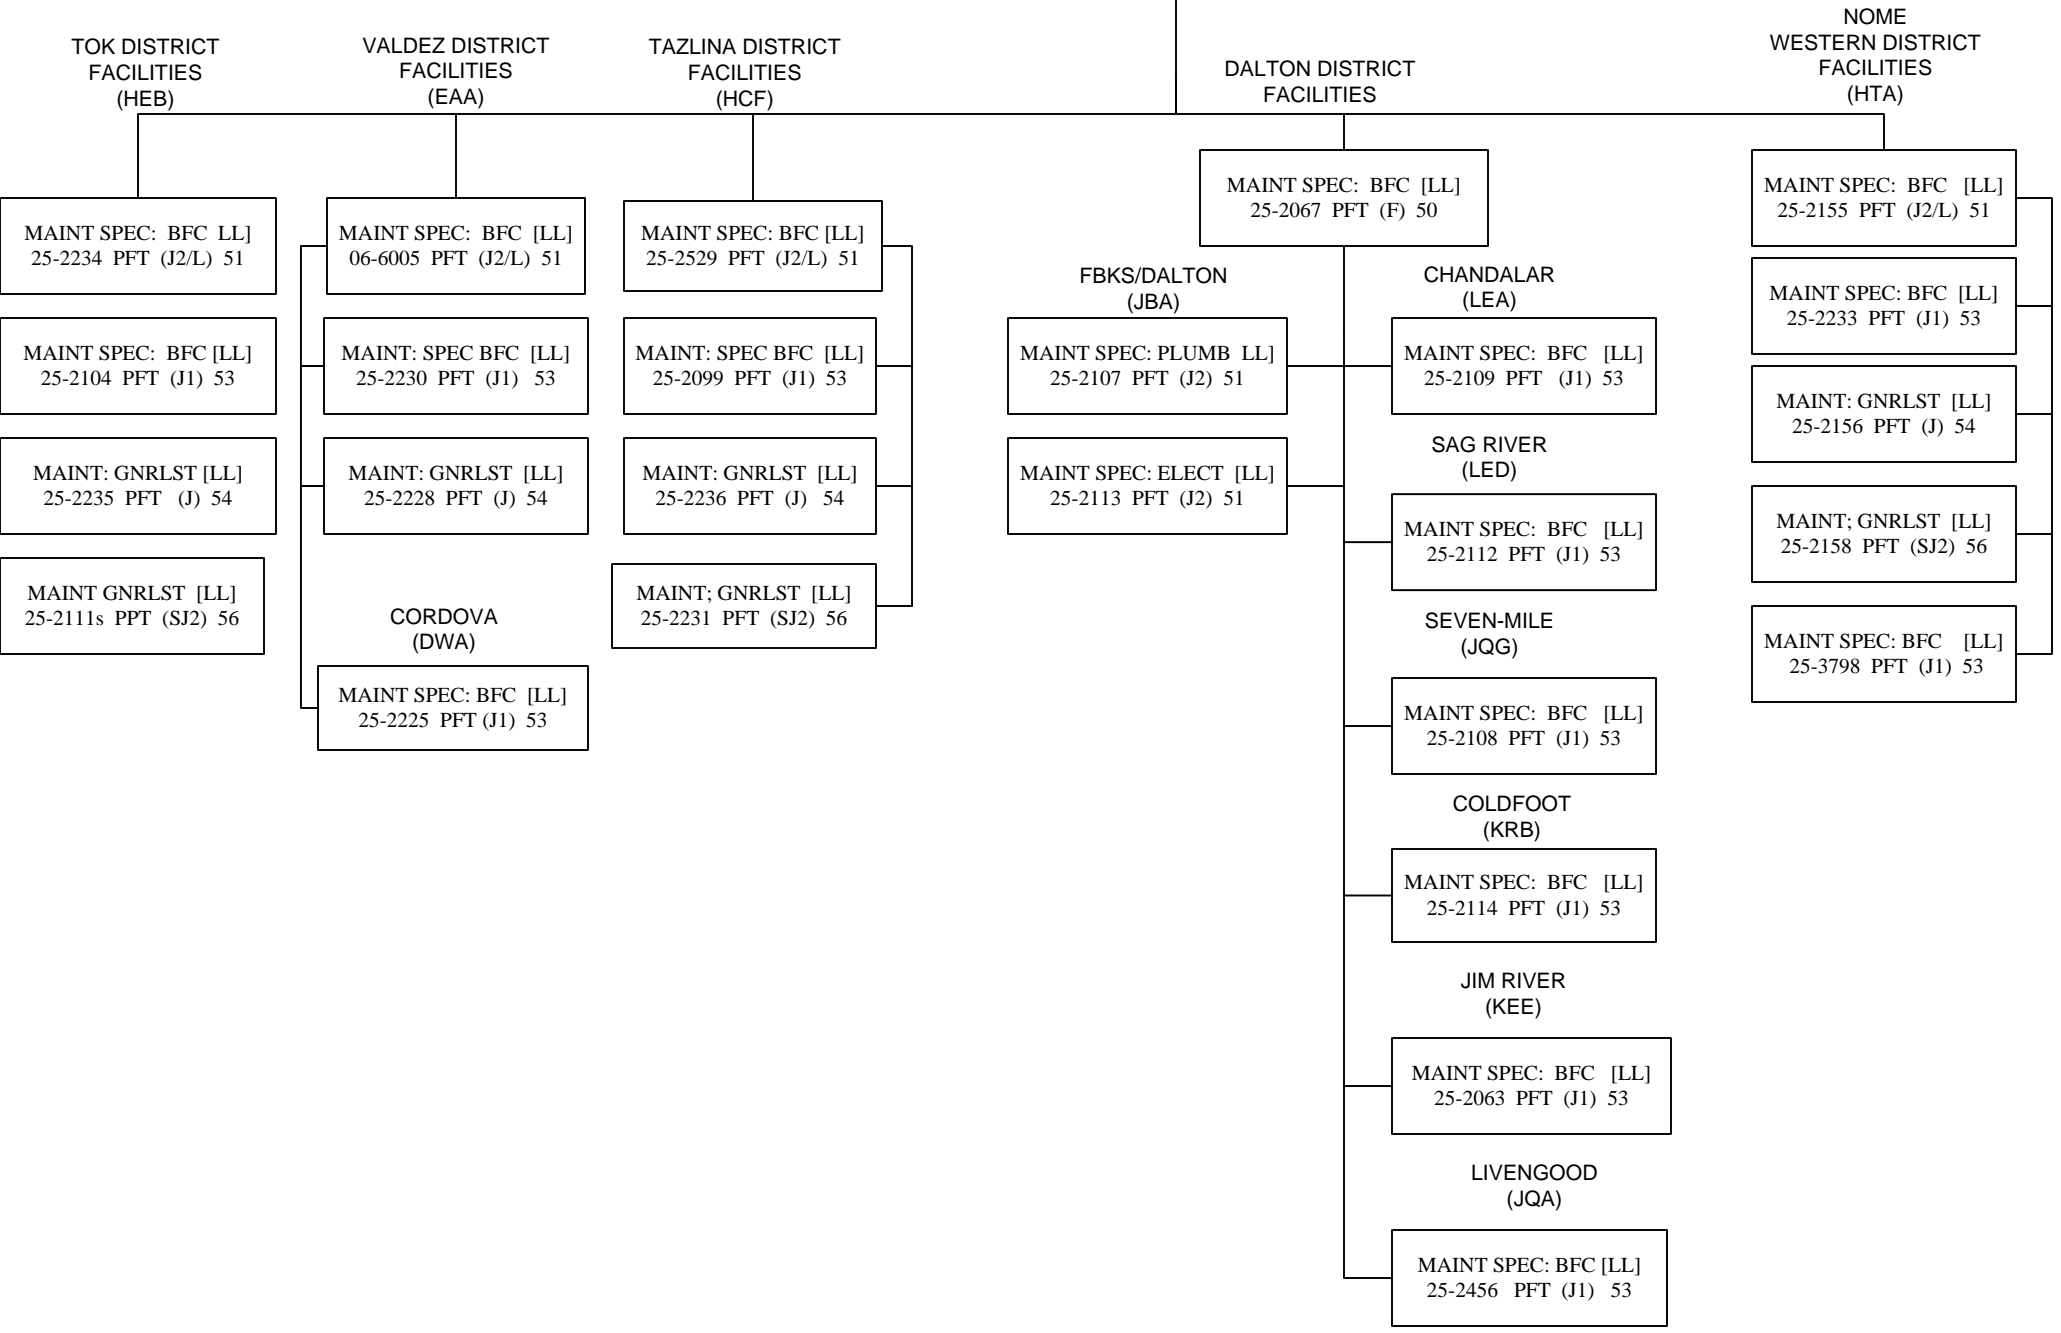 TOK DISTRICT
FACILITIES
(HEB)
MAINT SPEC: BFC LL]
25-2234 PFT (J2/L) 51
MAINT SPEC: BFC [LL]
25-2104 PFT (J1) 53
MAINT: GNRLST [LL]
25-2235 PFT (J) 54
MAINT GNRLST [LL]
25-2111s PPT (SJ2) 56
VALDEZ DISTRICT
FACILITIES
(EAA)
MAINT SPEC: BFC [LL]
06-6005 PFT (J2/L) 51
MAINT: SPEC BFC [LL]
25-2230 PFT (J1) 53
MAINT: GNRLST [LL]
25-2228 PFT (J) 54
CORDOVA
(DWA)
MAINT SPEC: BFC [LL]
25-2225 PFT (J1) 53
TAZLINA DISTRICT
FACILITIES
(HCF)
MAINT SPEC: BFC [LL]
25-2529 PFT (J2/L) 51
MAINT: SPEC BFC [LL]
25-2099 PFT (J1) 53
MAINT: GNRLST [LL]
25-2236 PFT (J) 54
MAINT; GNRLST [LL]
25-2231 PFT (SJ2) 56
DALTON DISTRICT
FACILITIES
MAINT SPEC: BFC [LL]
25-2067 PFT (F) 50
FBKS/DALTON
(JBA)
MAINT SPEC: PLUMB LL]
25-2107 PFT (J2) 51
MAINT SPEC: ELECT [LL]
25-2113 PFT (J2) 51
CHANDALAR
(LEA)
MAINT SPEC: BFC [LL]
25-2109 PFT (J1) 53
SAG RIVER
(LED)
MAINT SPEC: BFC [LL]
25-2112 PFT (J1) 53
SEVEN-MILE
(JQG)
MAINT SPEC: BFC [LL]
25-2108 PFT (J1) 53
COLDFOOT
(KRB)
MAINT SPEC: BFC [LL]
25-2114 PFT (J1) 53
JIM RIVER
(KEE)
MAINT SPEC: BFC [LL]
25-2063 PFT (J1) 53
LIVENGOOD
(JQA)
MAINT SPEC: BFC [LL]
25-2456 PFT (J1) 53
NOME
WESTERN DISTRICT
FACILITIES
(HTA)
MAINT SPEC: BFC [LL]
25-2155 PFT (J2/L) 51
MAINT SPEC: BFC [LL]
25-2233 PFT (J1) 53
MAINT: GNRLST [LL]
25-2156 PFT (J) 54
MAINT; GNRLST [LL]
25-2158 PFT (SJ2) 56
MAINT SPEC: BFC [LL]
25-3798 PFT (J1) 53